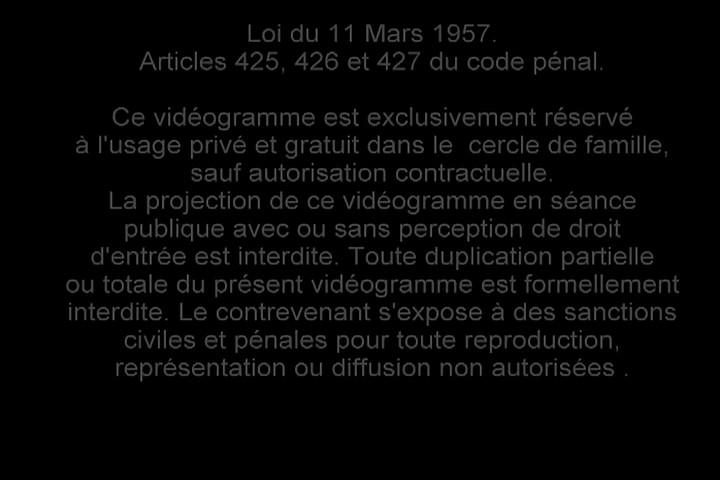 Loi du 11 Mars 1957.
Articles 425, 426 et 427 du code pénal.
Ce vidéogramme est exclusivement réservé
à l'usage privé et gratuit dans le cercle de famille,
sauf autorisation contractuelle.
La projection de ce vidéogramme en séance
publique avec ou sans perception de droit
d'entrée est interdite. Toute duplication partielle
ou totale du présent vidéogramme est formellement
interdite. Le contrevenant s'expose à des sanctions
civiles et pénales pour toute reproduction,
représentation ou diffusion non autorisées .